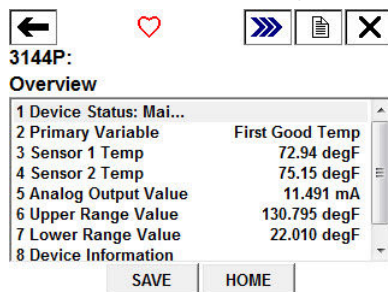 3144P:
Overview
1 Device Status: Mai...
2 Primary Variable First Good Temp
3 Sensor 1 Temp 72.94 degF
4 Sensor 2 Temp 75.15 degF
5 Analog Output Value 11.491 mA
6 Upper Range Value 130.795 degF
7 Lower Range Value 22.010 degF
8 Device Information
SAVE HOME